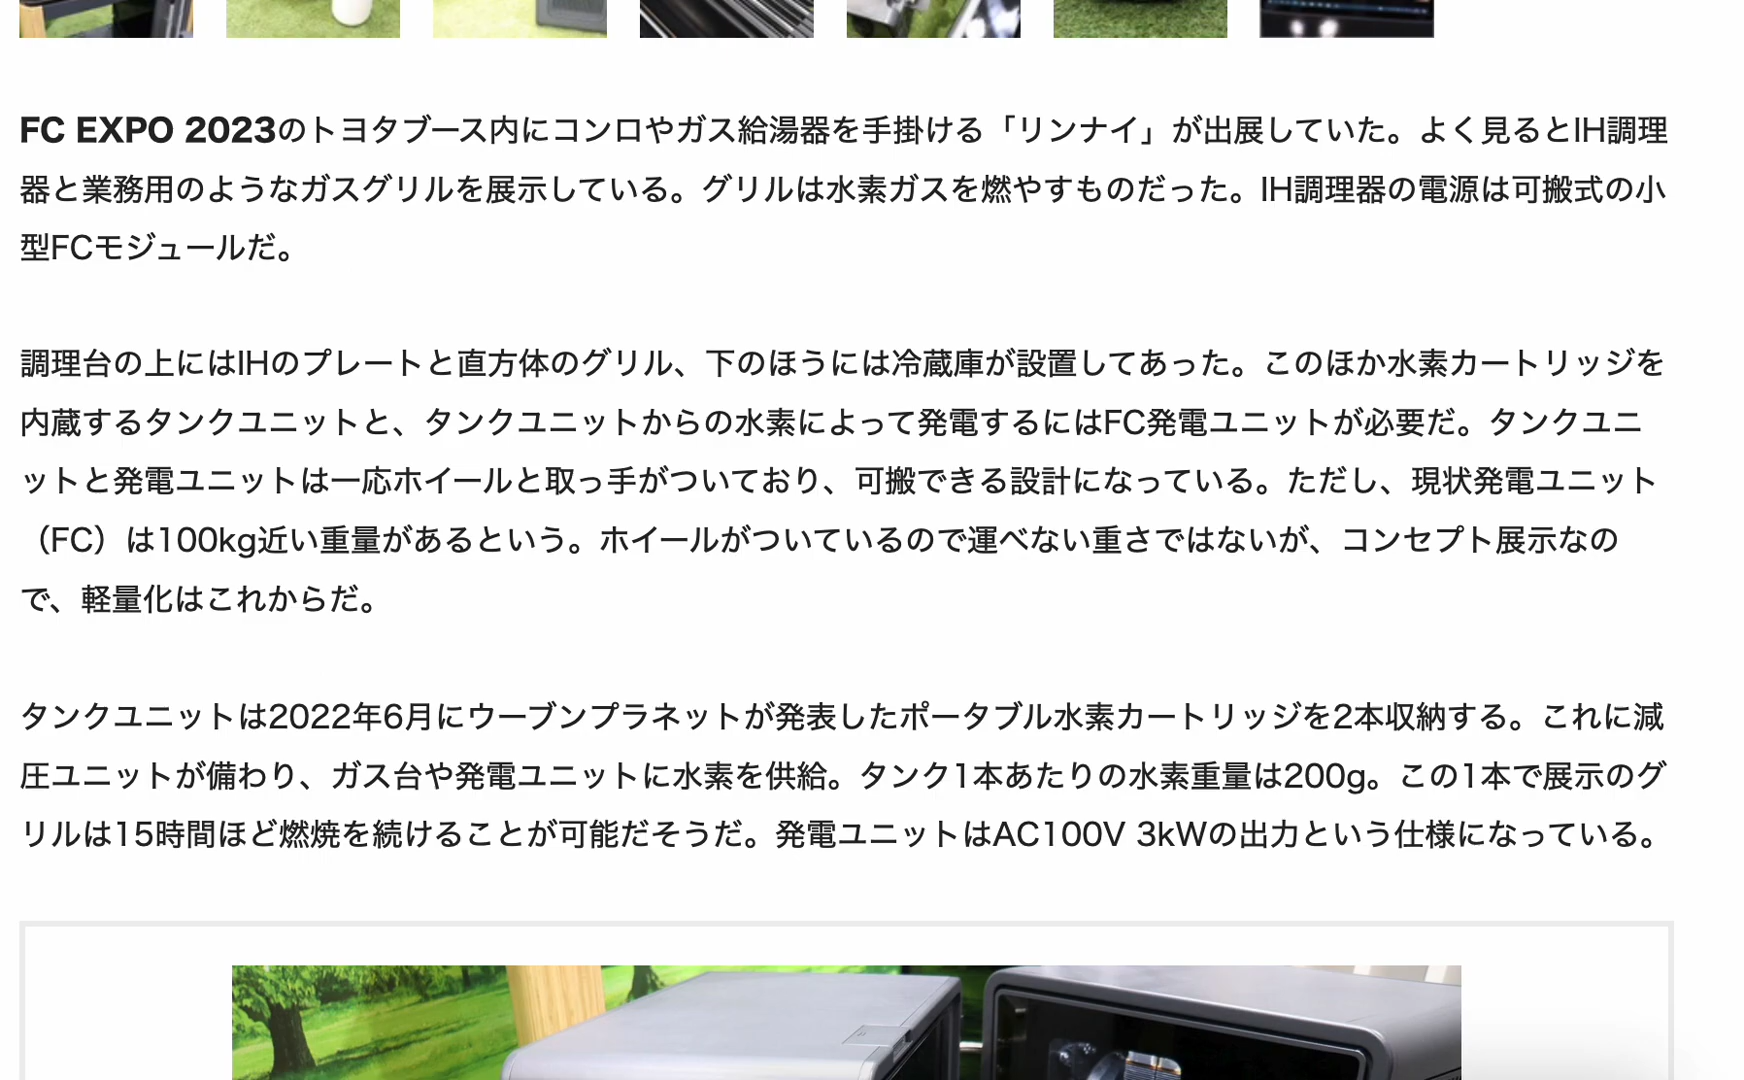 FC EXPO 2023のトヨタブース内にコンロやガス給湯器を手掛ける「リンナイ」が出展していた。よく見るとIH調理
器と業務用のようなガスグリルを展示している。グリルは水素ガスを燃やすものだった。IH調理器の電源は可搬式の小
型FCモジュールだ。
調理台の上にはIHのプレートと直方体のグリル、下のほうには冷蔵庫が設置してあった。このほか水素カートリッジを
内蔵するタンクユニットと、タンクユニットからの水素によって発電するにはFC発電ユニットが必要だ。タンクユニ
ットと発電ユニットは一応ホイールと取っ手がついており、可搬できる設計になっている。ただし、現状発電ユニット
（FC）は100kg近い重量があるという。ホイールがついているので運べない重さではないが、コンセプト展示なの
で、軽量化はこれからだ。
タンクユニットは2022年6月にウーブンプラネットが発表したポータブル水素カートリッジを2本収納する。これに減
圧ユニットが備わり、ガス台や発電ユニットに水素を供給。タンク1本あたりの水素重量は200g。この1本で展示のグ
リルは15時間ほど燃焼を続けることが可能だそうだ。発電ユニットはAC100V 3kWの出力という仕様になっている。